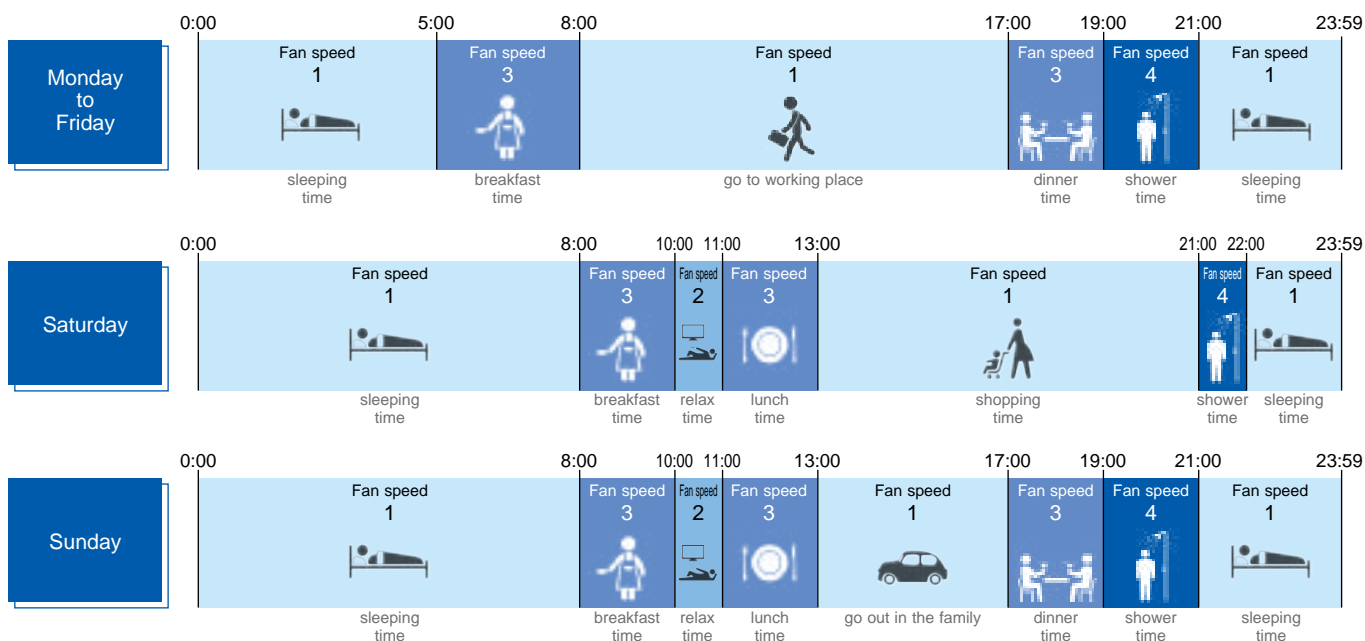 0:00 5:00 8:00 17:00 19:00 21:00 23:59
Monday
to
Friday
Fan speed Fan speed Fan speed Fan speed Fan speed Fan speed
1 3 1 3 4 1
sleeping breakfast go to working place dinner shower sleeping
time time time time time
0:00 8:00 10:00 11:00 13:00 21:00 22:00 23:59
Saturday
Fan speed Fan speed Fan speed Fan speed Fan speed Fan speed Fan speed
1 3 2 3 1 4 1
sleeping breakfast relax lunch shopping shower sleeping
time time time time time time time
0:00 8:00 10:00 11:00 13:00 17:00 19:00 21:00 23:59
Sunday
Fan speed Fan speed Fan speed Fan speed Fan speed Fan speed Fan speed Fan speed
1 3 2 3 1 3 4 1
sleeping breakfast relax lunch go out in the family dinner shower sleeping
time time time time time time time